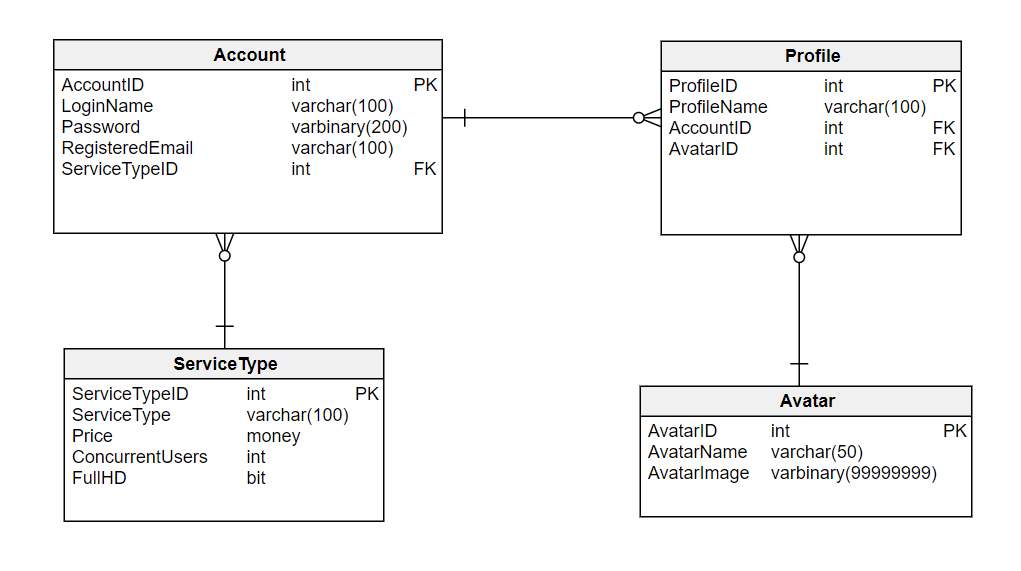 Account
AccountID int PK
LoginName varchar(100)
Password varbinary(200)
RegisteredEmail varchar(100)
ServiceTypeID int FK
Profile
ProfileID int PK
ProfileName varchar(100)
AccountID int FK
AvatarID int FK
ServiceType
ServiceTypeID int PK
ServiceType varchar(100)
Price money
ConcurrentUsers int
FullHD bit
Avatar
AvatarID int PK
AvatarName varchar(50)
AvatarImage varbinary(99999999)